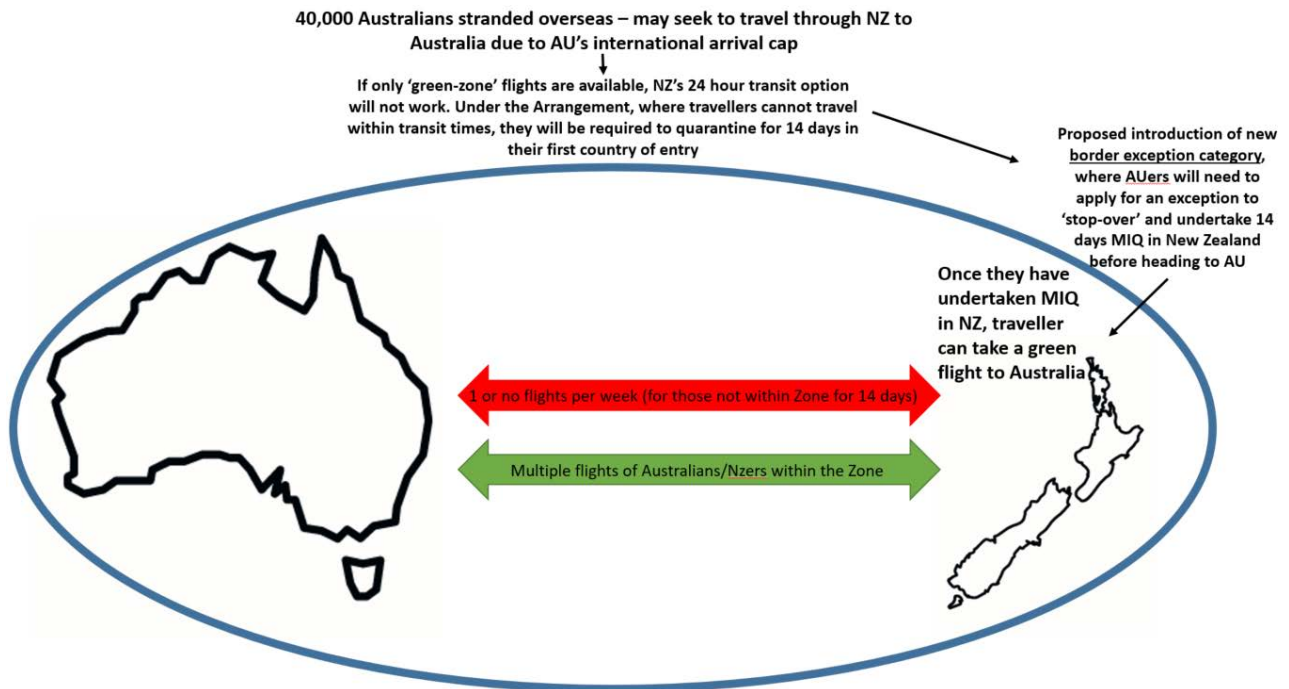 40,000 Australians stranded overseas – may seek to travel through NZ to
Australia due to AU's international arrival cap
If only 'green-zone' flights are available, NZ's 24 hour transit option
will not work. Under the Arrangement, where travellers cannot travel
within transit times, they will be required to quarantine for 14 days in
their first country of entry
Proposed introduction of new
border exception category,
where AUers will need to
apply for an exception to
'stop-over' and undertake 14
days MIQ in New Zealand
before heading to AU
Once they have
undertaken MIQ
in NZ, traveller
can take a green
flight to Australia
1 or no flights per week (for those not within Zone for 14 days)
Multiple flights of Australians/Nzers within the Zone